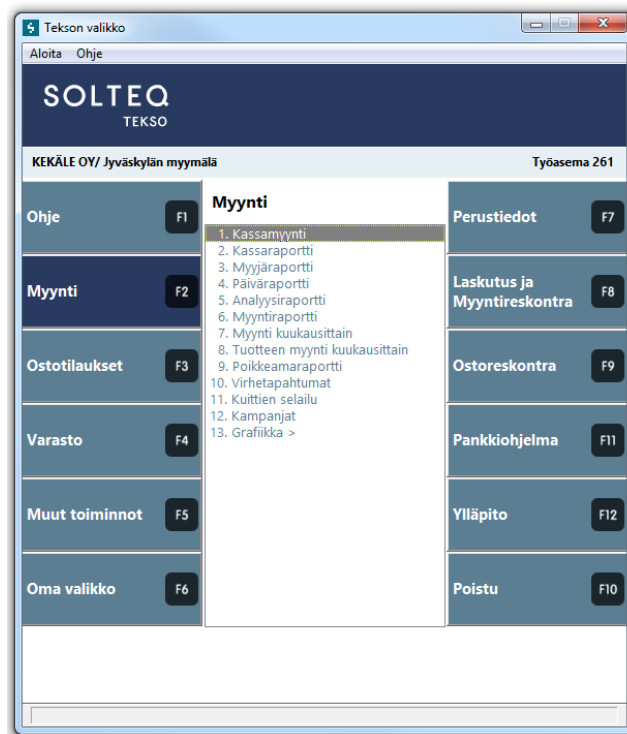 Tekson valikko
Aloita Ohje
SOLTEQ
TEKSO
KEKÄLE OY/ Jyväskylän myymälä
Työasema 261
Ohje F1
Myynti F2
Ostotilaukset F3
Varasto F4
Muut toiminnot F5
Oma valikko F6
Myynti
1. Kassamyynti
2. Kassaraportti
3. Myyjäraportti
4. Päiväraportti
5. Analyysiraportti
6. Myyntiraportti
7. Myynti kuukausittain
8. Tuotteen myynti kuukausittain
9. Poikkeamaraportti
10. Virhetapahtumat
11. Kuittien selailu
12. Kampanjat
13. Grafiikka >
Perustiedot F7
Laskutus ja
Myyntireskontra F8
Ostoreskontra F9
Pankkiohjelma F11
Ylläpito F12
Poistu F10